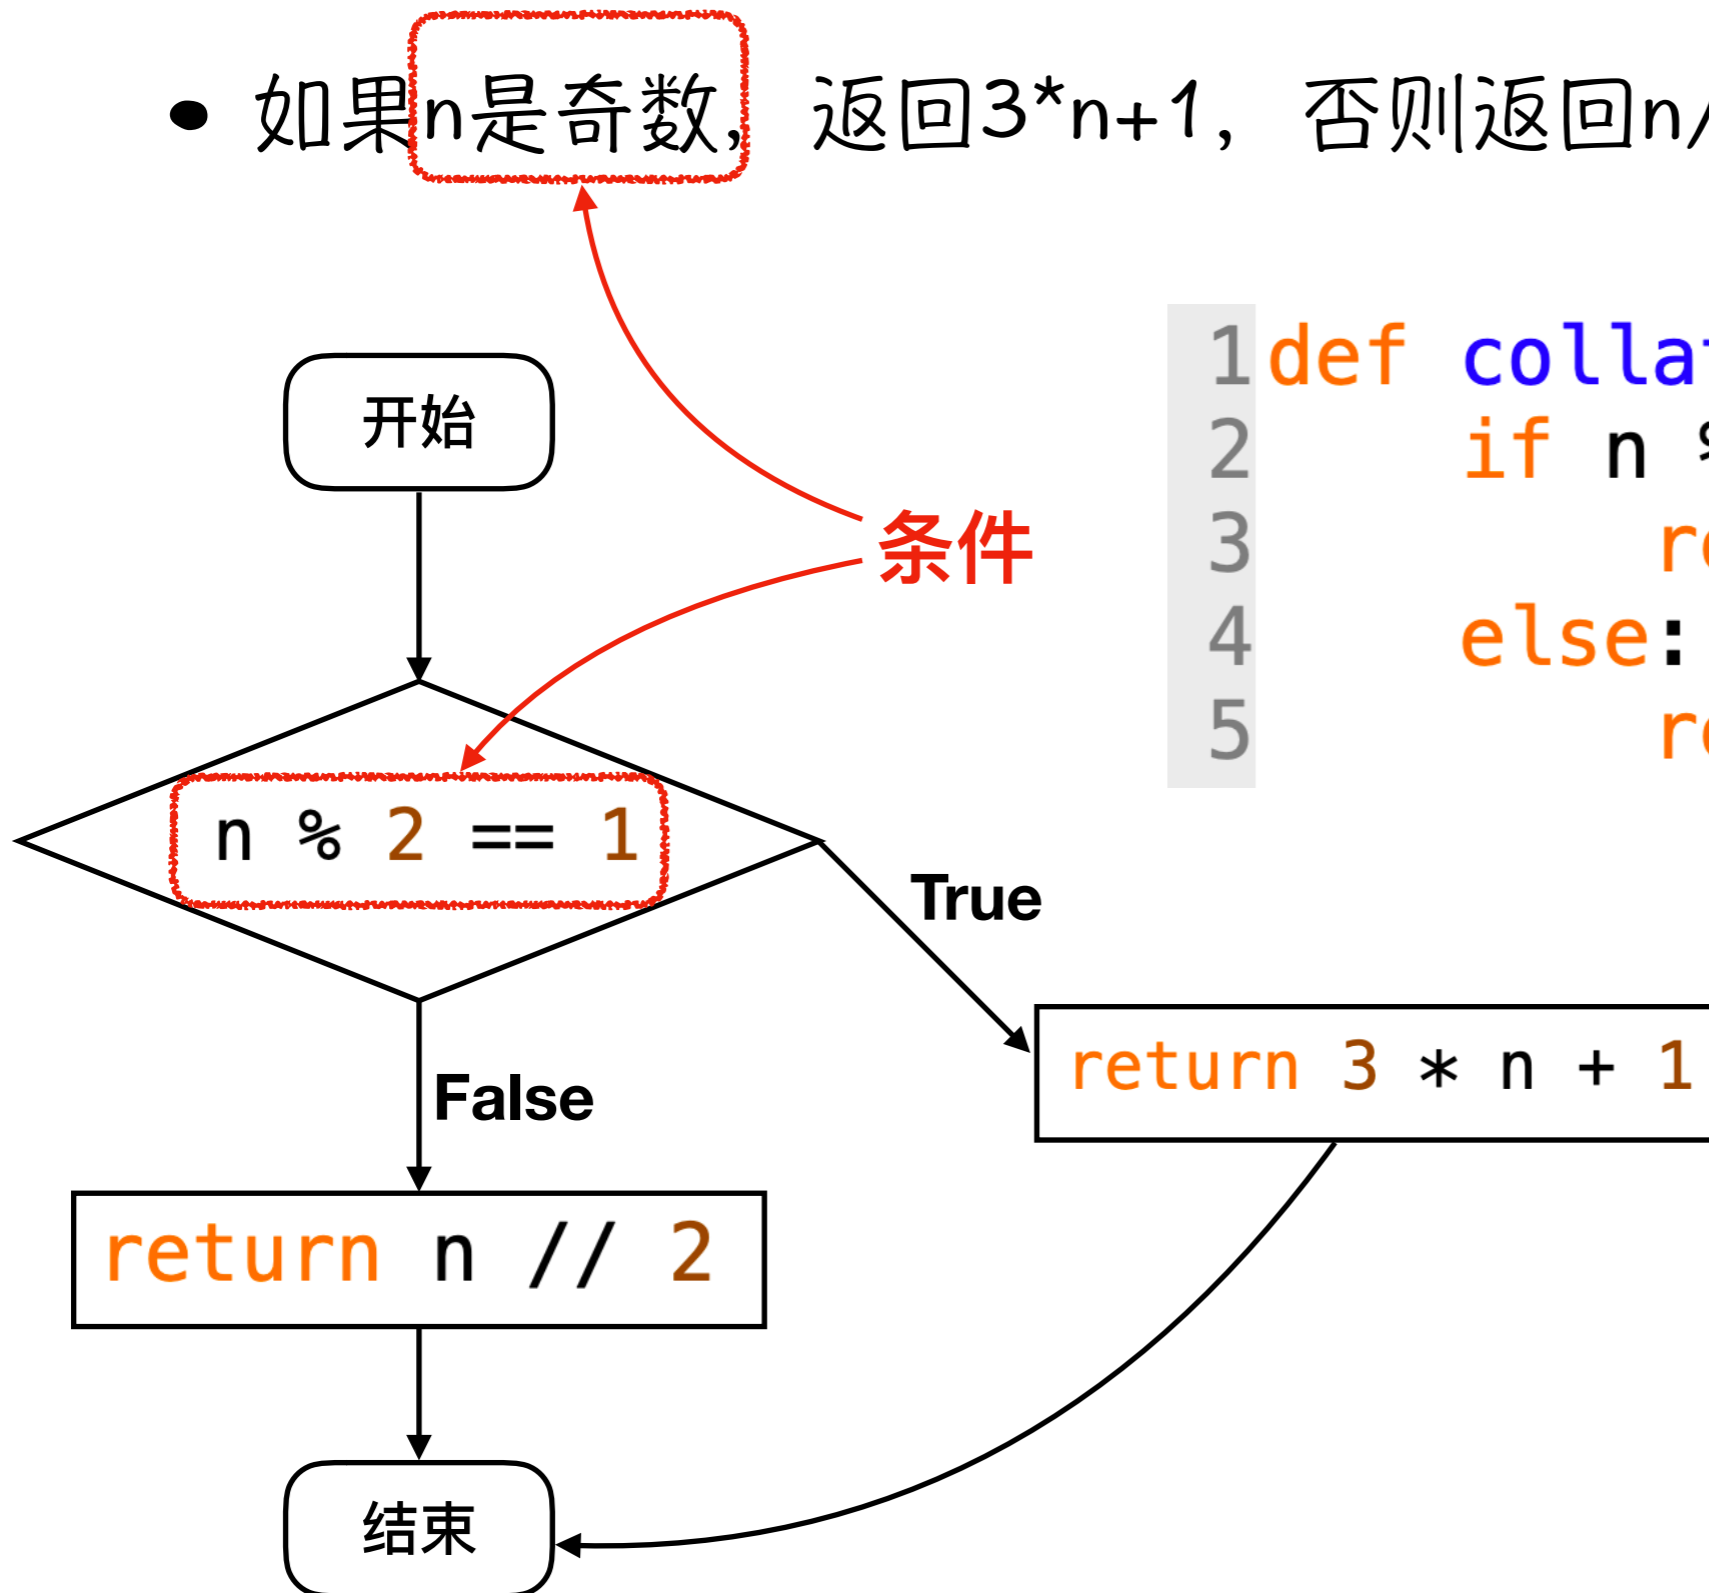 • 如果n是奇数, 返回3*n+1, 否则返回n/
开始
条件
1 def colla
2 if n %
3 re
4 else:
5 re
n % 2 == 1
True
False
return 3 * n + 1
return n // 2
结束